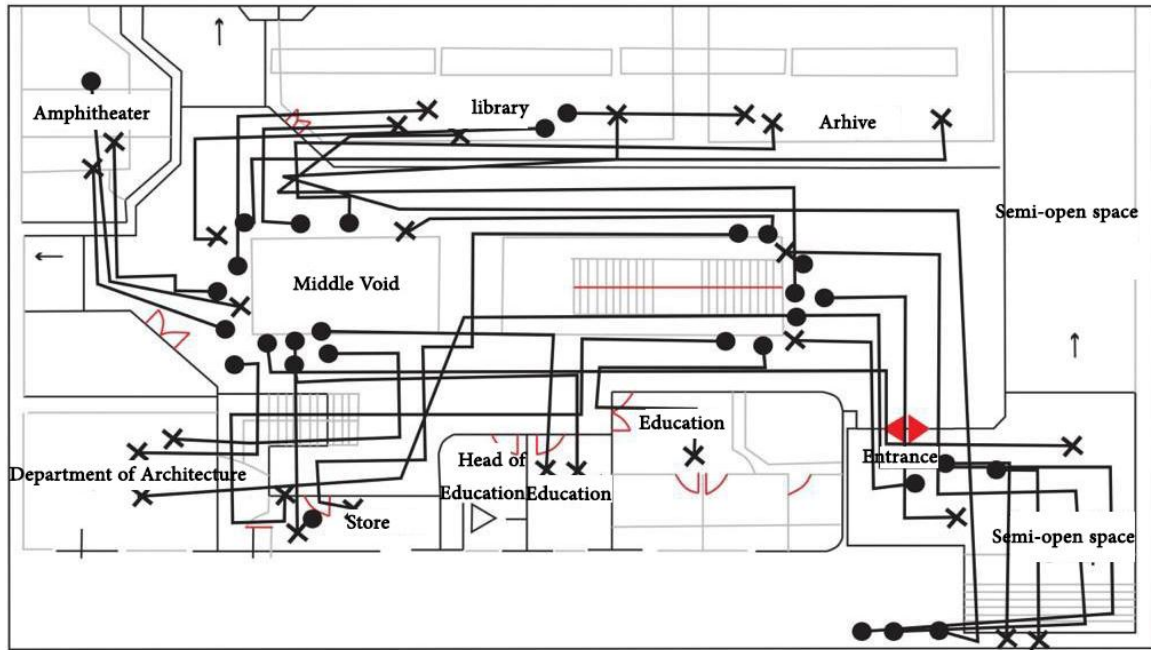 library
Amphitheater
Arhive
Semi-open space
Middle Void
Education
Entrance
Head of
Education
Education
Department of Architecture
Store
Semi-open space